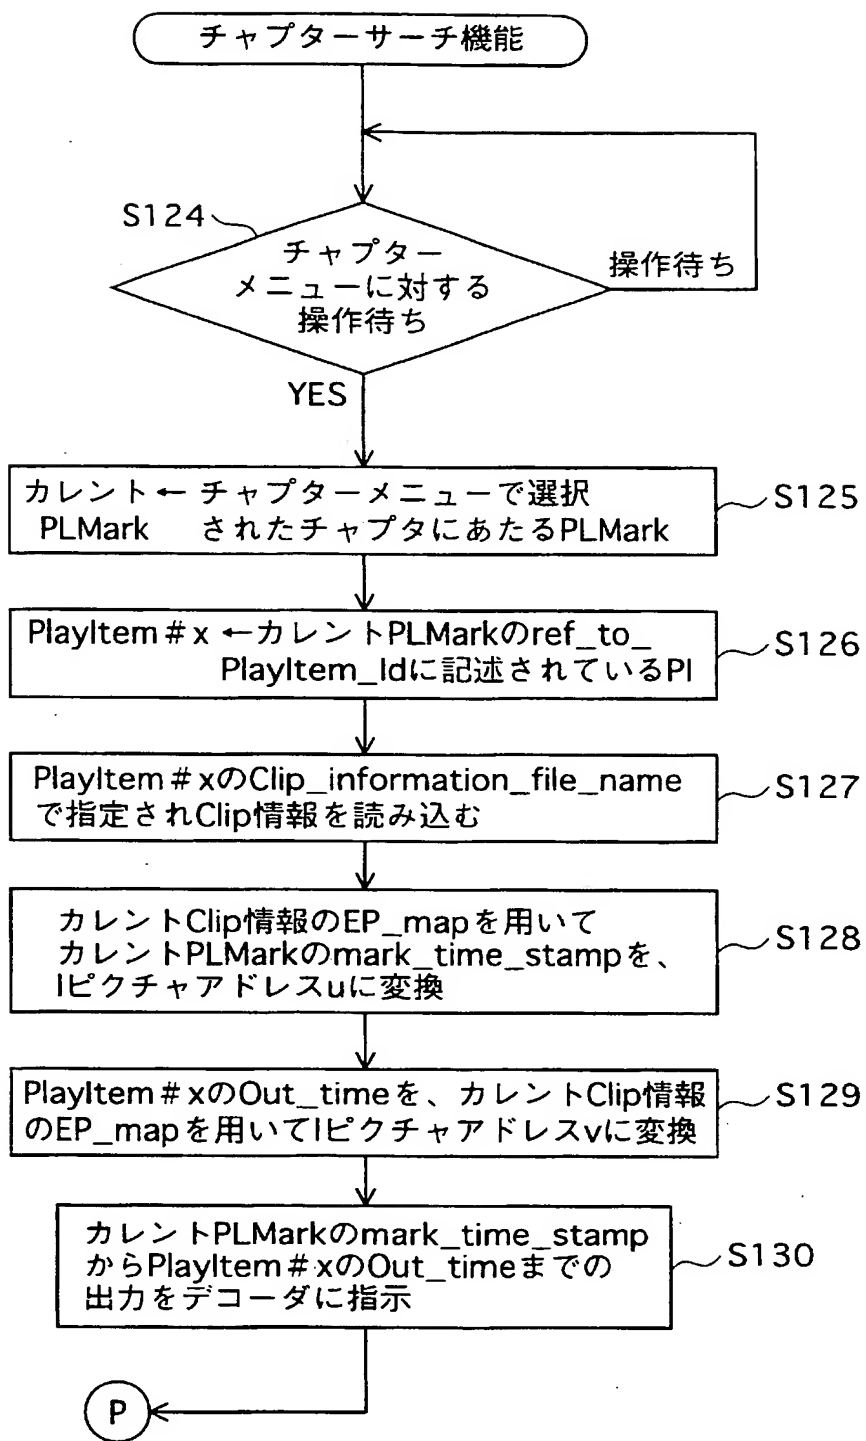 チャプターサーチ機能
S124
チャプター
メニューに対する
操作待ち
操作待ち
YES
カレント← チャプターメニューで選択
PLMark されたチャプタにあたるPLMark
S125
PlayItem#x ←カレントPLMarkのref_to_
PlayItem_Idに記述されているPI
S126
PlayItem#xのClip_information_file_name
で指定されClip情報を読み込む
S127
カレントClip情報のEP_mapを用いて
カレントPLMarkのmark_time_stampを、
Iピクチャアドレスuに変換
S128
PlayItem#xのOut_timeを、カレントClip情報
のEP_mapを用いてIピクチャアドレスvに変換
S129
カレントPLMarkのmark_time_stamp
からPlayItem#xのOut_timeまでの
出力をデコーダに指示
S130
P